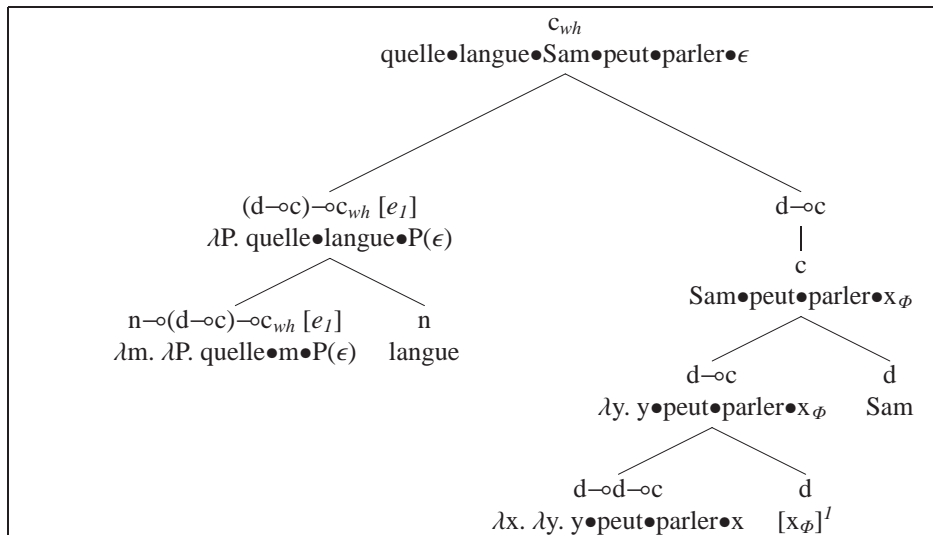 c_wh
quelle•langue•Sam•peut•parler•ϵ
(d⊸c)⊸c_wh [e_1] d⊸c
λP. quelle•langue•P(ϵ)
c
Sam•peut•parler•x_Φ
n⊸(d⊸c)⊸c_wh [e_1] n
λm. λP. quelle•m•P(ϵ) langue
d⊸c d
λy. y•peut•parler•x_Φ Sam
d⊸d⊸c d
λx. λy. y•peut•parler•x [x_Φ]^1